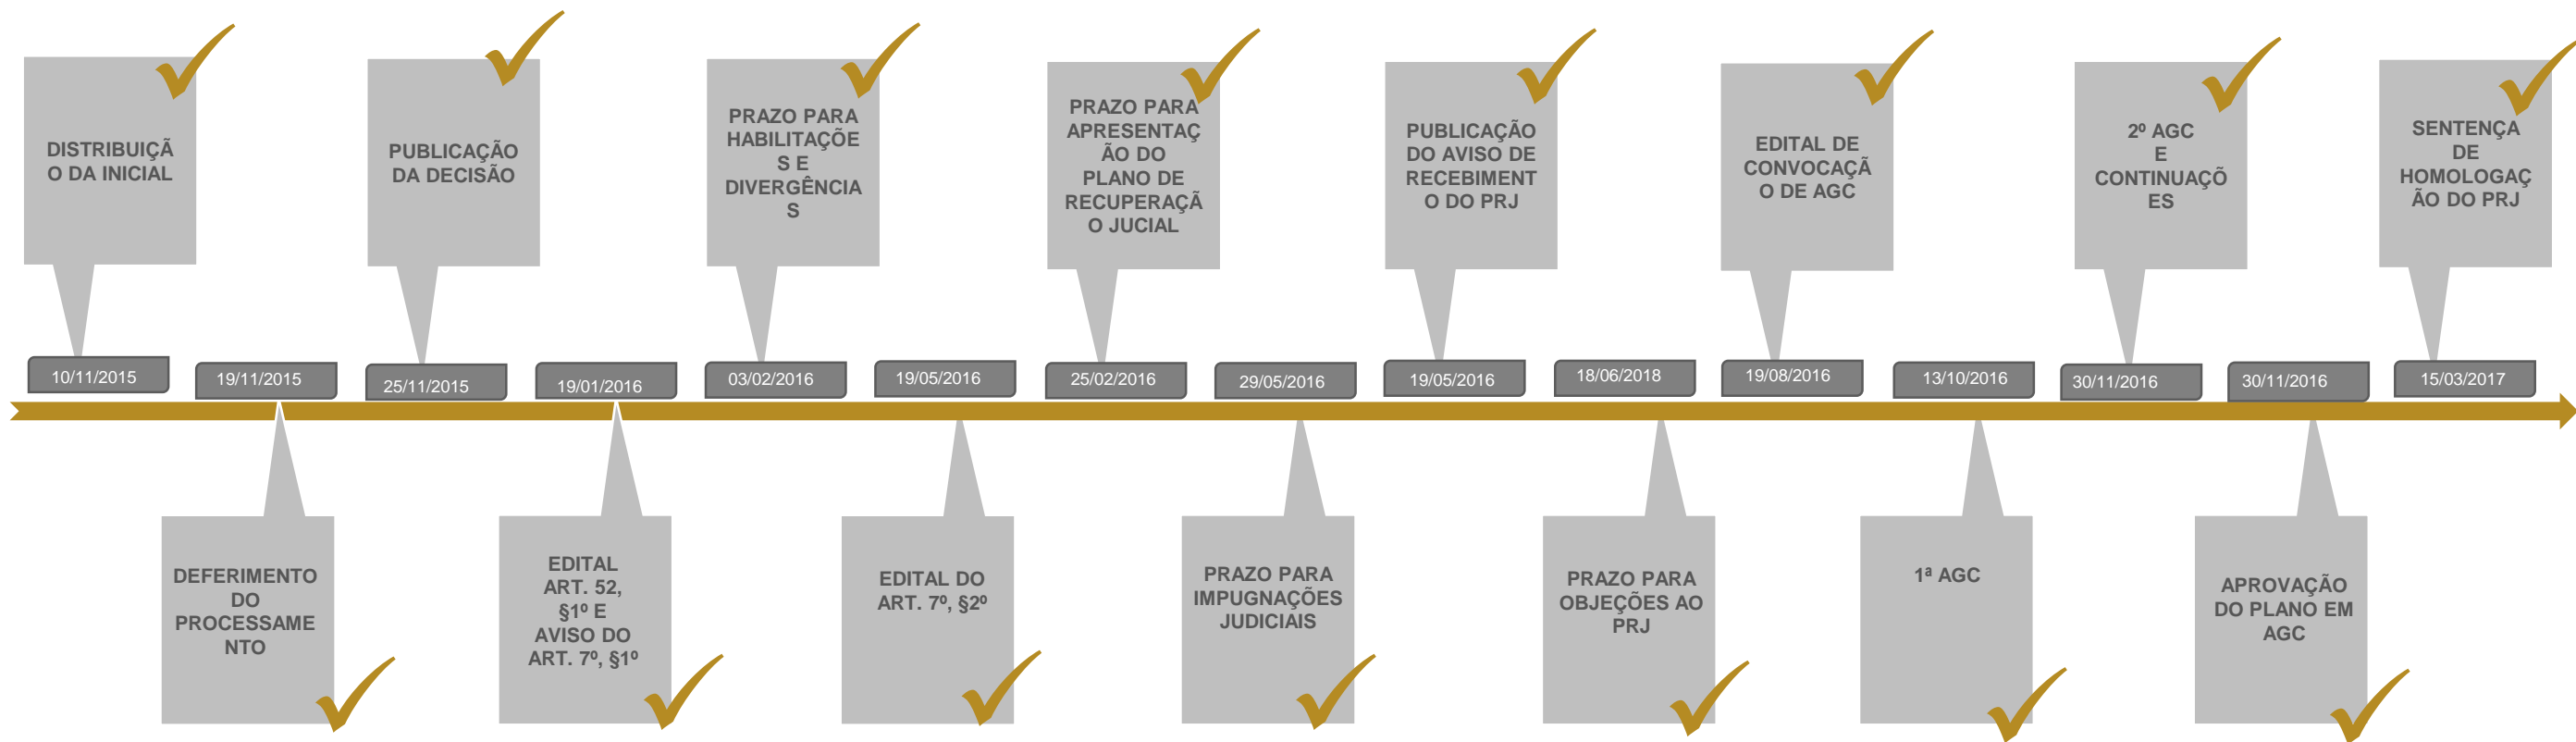 DISTRIBUIÇÃ
O DA INICIAL
PUBLICAÇÃO
DA DECISÃO
PRAZO PARA
HABILITAÇÕE
S E
DIVERGÊNCIA
S
PRAZO PARA
APRESENTAÇ
ÃO DO
PLANO DE
RECUPERAÇÃ
O JUCIAL
PUBLICAÇÃO
DO AVISO DE
RECEBIMENT
O DO PRJ
EDITAL DE
CONVOCAÇÃ
O DE AGC
2º AGC
E
CONTINUAÇÕ
ES
SENTENÇA
DE
HOMOLOGAÇ
ÃO DO PRJ
10/11/2015
19/11/2015
25/11/2015
19/01/2016
03/02/2016
19/05/2016
25/02/2016
29/05/2016
19/05/2016
18/06/2018
19/08/2016
13/10/2016
30/11/2016
30/11/2016
15/03/2017
DEFERIMENTO
DO
PROCESSAME
NTO
EDITAL
ART. 52,
§1º E
AVISO DO
ART. 7º, §1º
EDITAL DO
ART. 7º, §2º
PRAZO PARA
IMPUGNAÇÕES
JUDICIAIS
PRAZO PARA
OBJEÇÕES AO
PRJ
1ª AGC
APROVAÇÃO
DO PLANO EM
AGC